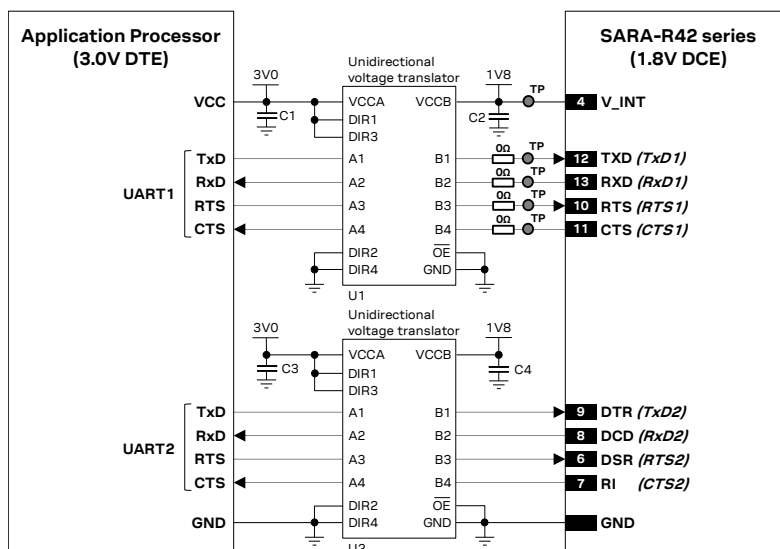 Application Processor
(3.0V DTE)
SARA-R42 series
(1.8V DCE)
Unidirectional
voltage translator
3V0
1V8
TP
VCC
C1
VCCA
VCCB
C2
4
V_INT
DIR1
DIR3
UART1
TxD
A1
B1
0Ω
TP
12
TXD (TxD1)
RxD
A2
B2
0Ω
TP
13
RXD (RxD1)
RTS
A3
B3
0Ω
TP
10
RTS (RTS1)
CTS
A4
B4
0Ω
TP
11
CTS (CTS1)
DIR2
OE
DIR4
GND
U1
Unidirectional
voltage translator
3V0
1V8
C3
VCCA
VCCB
C4
DIR1
DIR3
UART2
TxD
A1
B1
9
DTR (TxD2)
RxD
A2
B2
8
DCD (RxD2)
RTS
A3
B3
6
DSR (RTS2)
CTS
A4
B4
7
RI (CTS2)
DIR2
OE
GND
DIR4
GND
GND
U2